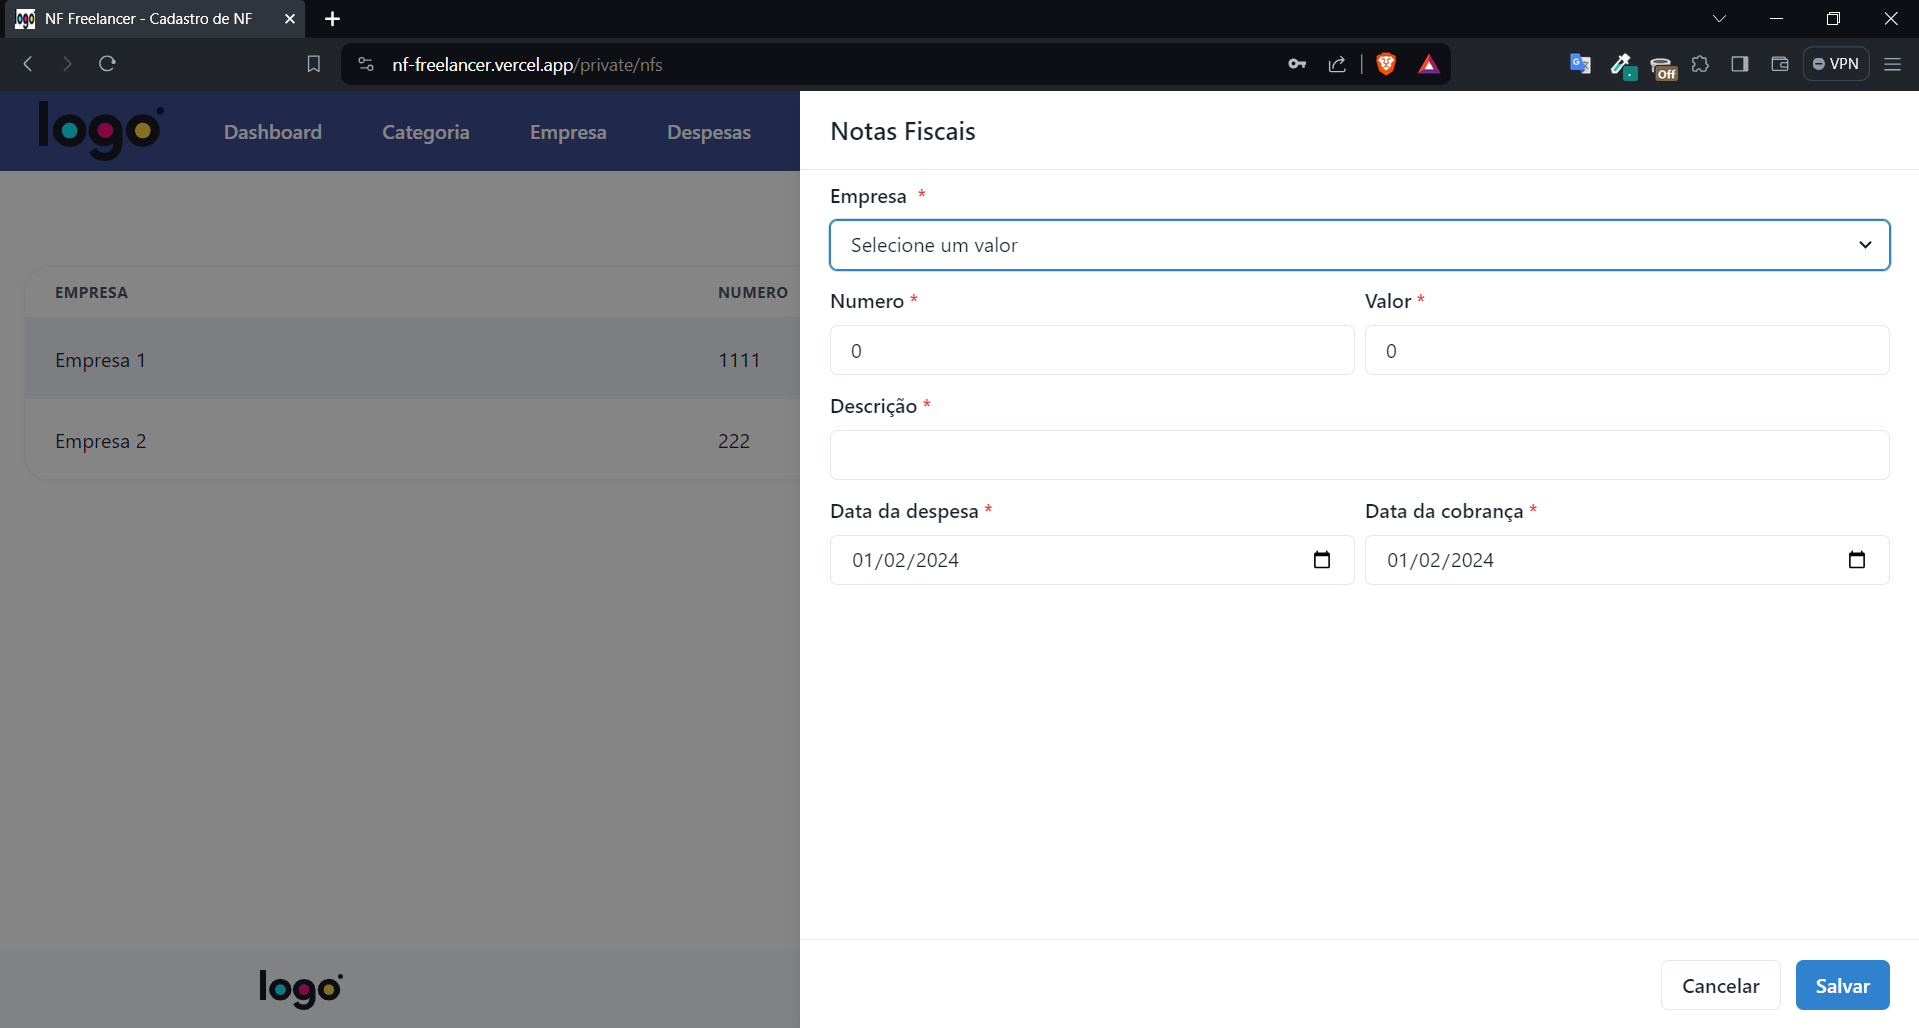 NF Freelancer - Cadastro de NF
nf-freelancer.vercel.app/private/nfs
Off
VPN
logo
Dashboard
Categoria
Empresa
Despesas
EMPRESA
NUMERO
Empresa 1
1111
Empresa 2
222
logo
Notas Fiscais
Empresa *
Selecione um valor
Numero *
Valor *
0
0
Descrição *
Data da despesa *
Data da cobrança *
01/02/2024
01/02/2024
Cancelar
Salvar